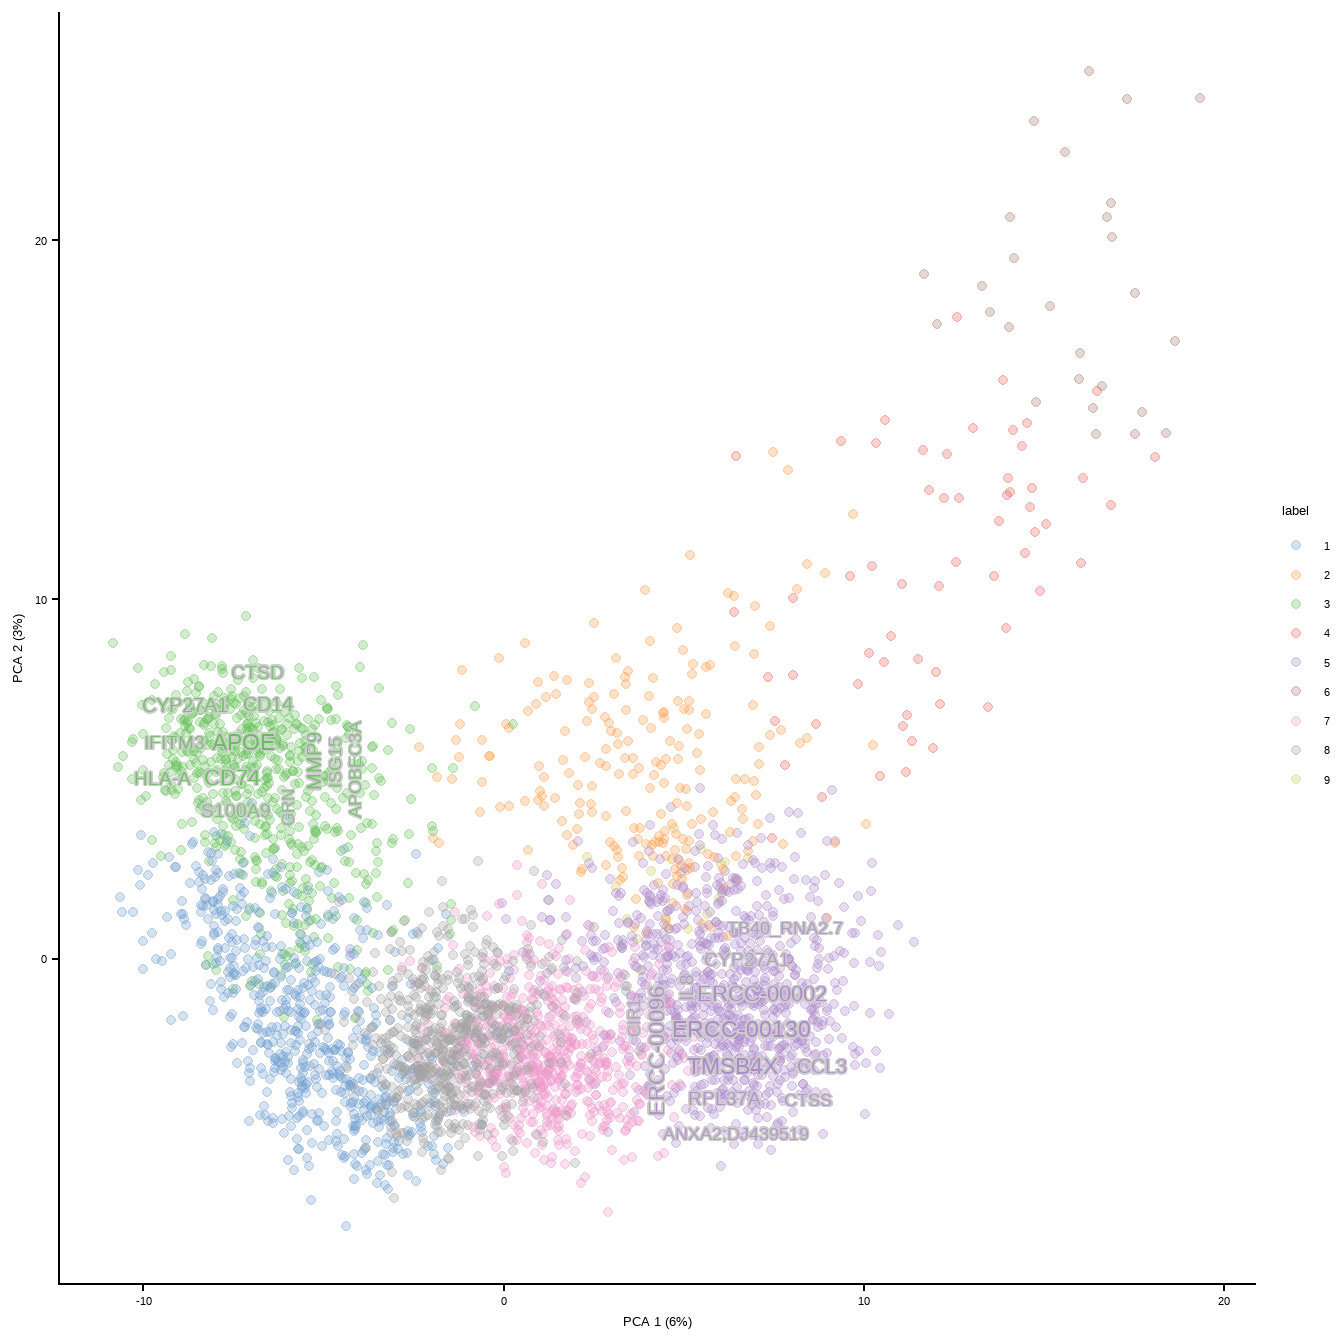 CTSD
CYP27A1 CD14
IFITM3 APOE
HLA-A CD74
S100A9
GRN
MMP9
ISG15
APOBEC3A
TB40_RNA2.7
CYP27A1
IL8
ERCC-00002
CIR1
ERCC-00096
ERCC-00130
TMSB4X CCL3
RPL37A CTSS
ANXA2;DJ439519
label
1
2
3
4
5
6
7
8
9
20
10
0
-10
0
10
20
PCA 1 (6%)
PCA 2 (3%)